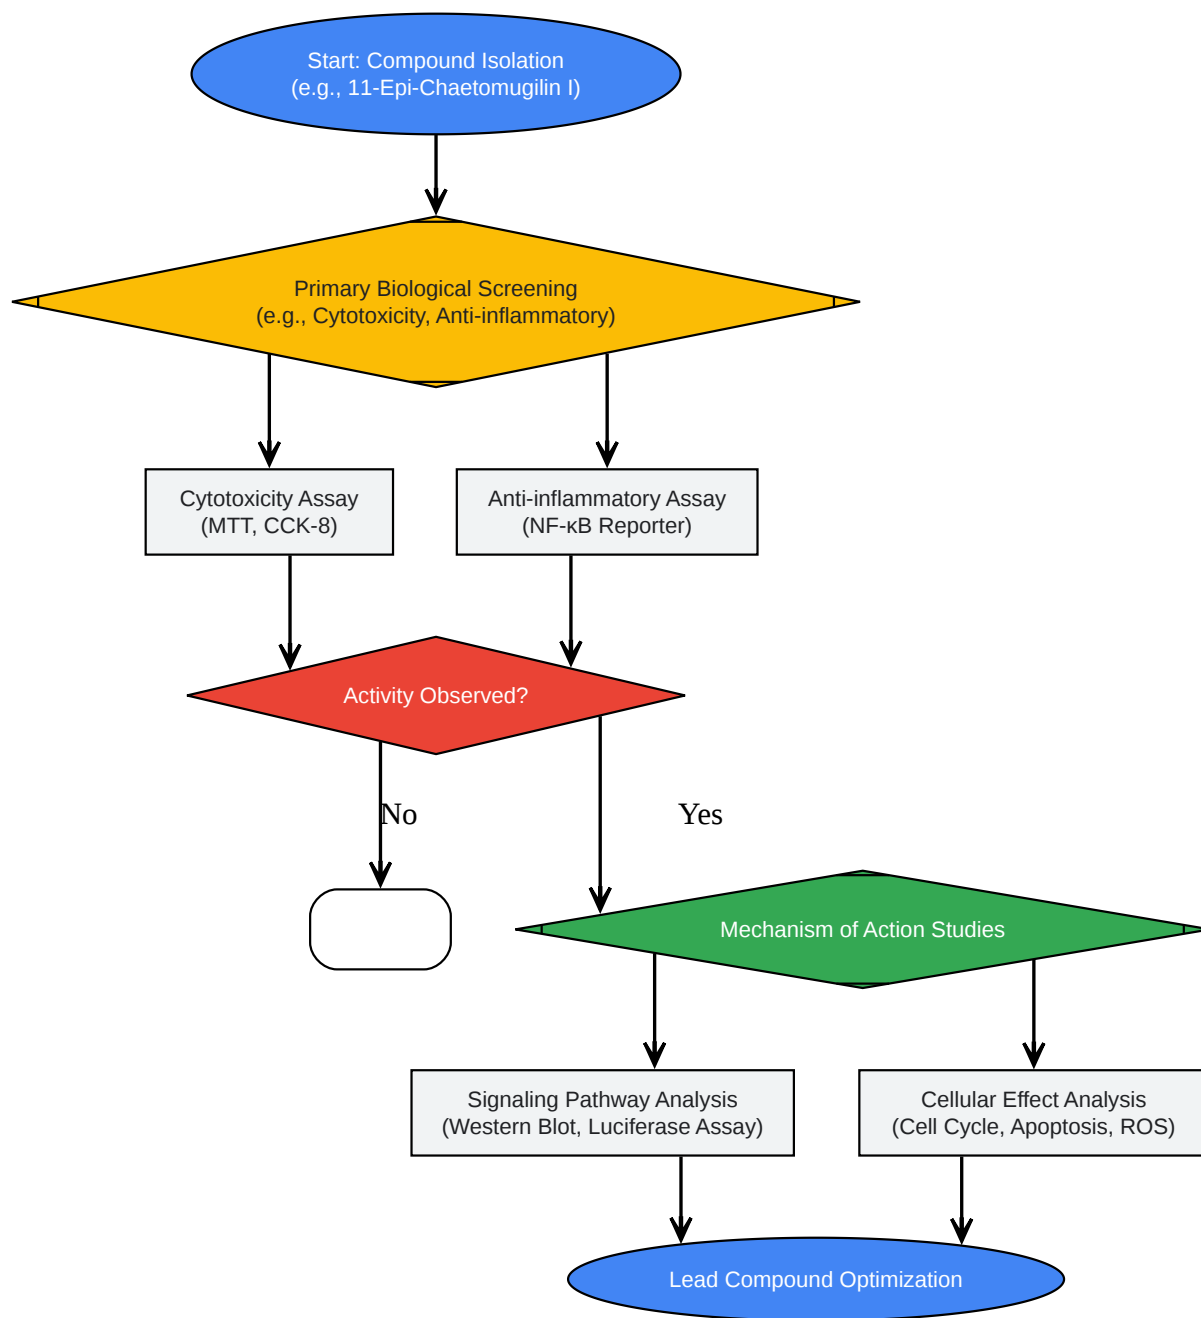 Start: Compound Isolation
(e.g., 11-Epi-Chaetomugilin I)
Primary Biological Screening
(e.g., Cytotoxicity, Anti-inflammatory)
Cytotoxicity Assay
(MTT, CCK-8)
Anti-inflammatory Assay
(NF-κB Reporter)
Activity Observed?
No
Yes
Mechanism of Action Studies
Signaling Pathway Analysis
(Western Blot, Luciferase Assay)
Cellular Effect Analysis
(Cell Cycle, Apoptosis, ROS)
Lead Compound Optimization